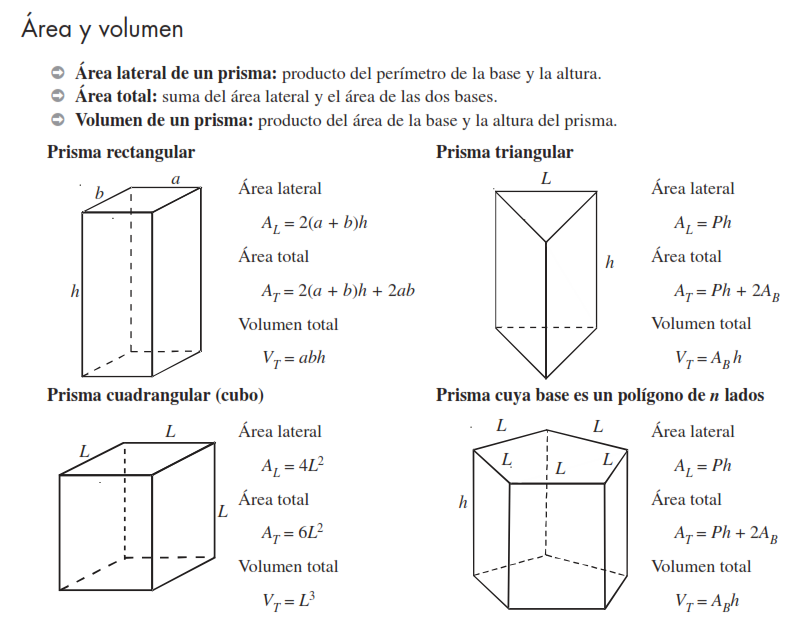 Área y volumen
Área lateral de un prisma: producto del perímetro de la base y la altura.
Área total: suma del área lateral y el área de las dos bases.
Volumen de un prisma: producto del área de la base y la altura del prisma.
Prisma rectangular
b
a
h
Área lateral
A_L = 2(a + b)h
Área total
A_T = 2(a + b)h + 2ab
Volumen total
V_T = abh
Prisma triangular
L
h
Área lateral
A_L = Ph
Área total
A_T = Ph + 2A_B
Volumen total
V_T = A_B h
Prisma cuadrangular (cubo)
L
L
L
Área lateral
A_L = 4L²
Área total
A_T = 6L²
Volumen total
V_T = L³
Prisma cuya base es un polígono de n lados
L
L
L
L
L
h
Área lateral
A_L = Ph
Área total
A_T = Ph + 2A_B
Volumen total
V_T = A_B h